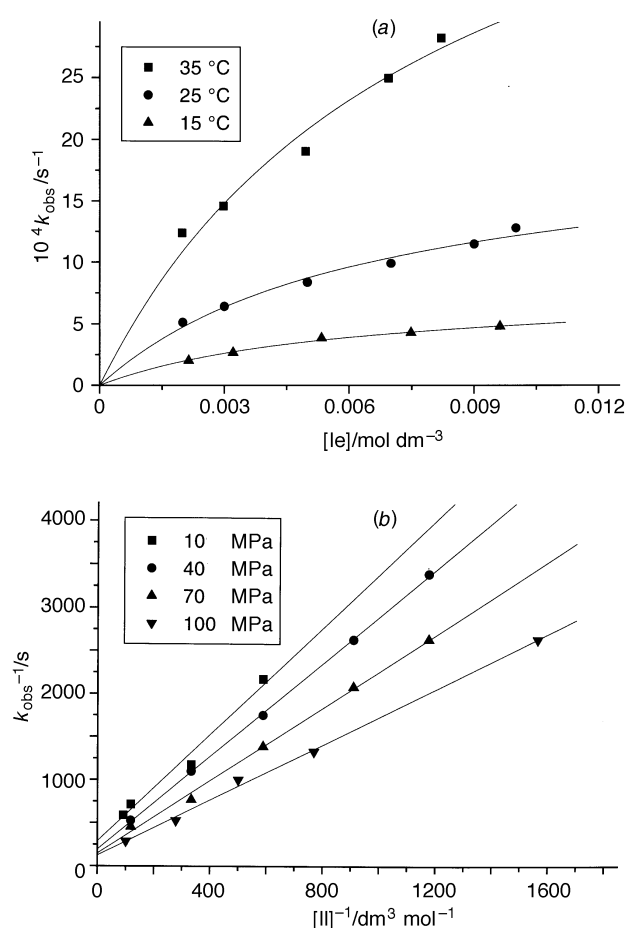 (a)
35 °C
25 °C
15 °C
25
20
15
10
5
0
10⁴k_obs/s⁻¹
0 0.003 0.006 0.009 0.012
[Ie]/mol dm⁻³
(b)
10 MPa
40 MPa
70 MPa
100 MPa
4000
3000
2000
1000
0
k_obs⁻¹/s
0 400 800 1200 1600
[II]⁻¹/dm³ mol⁻¹